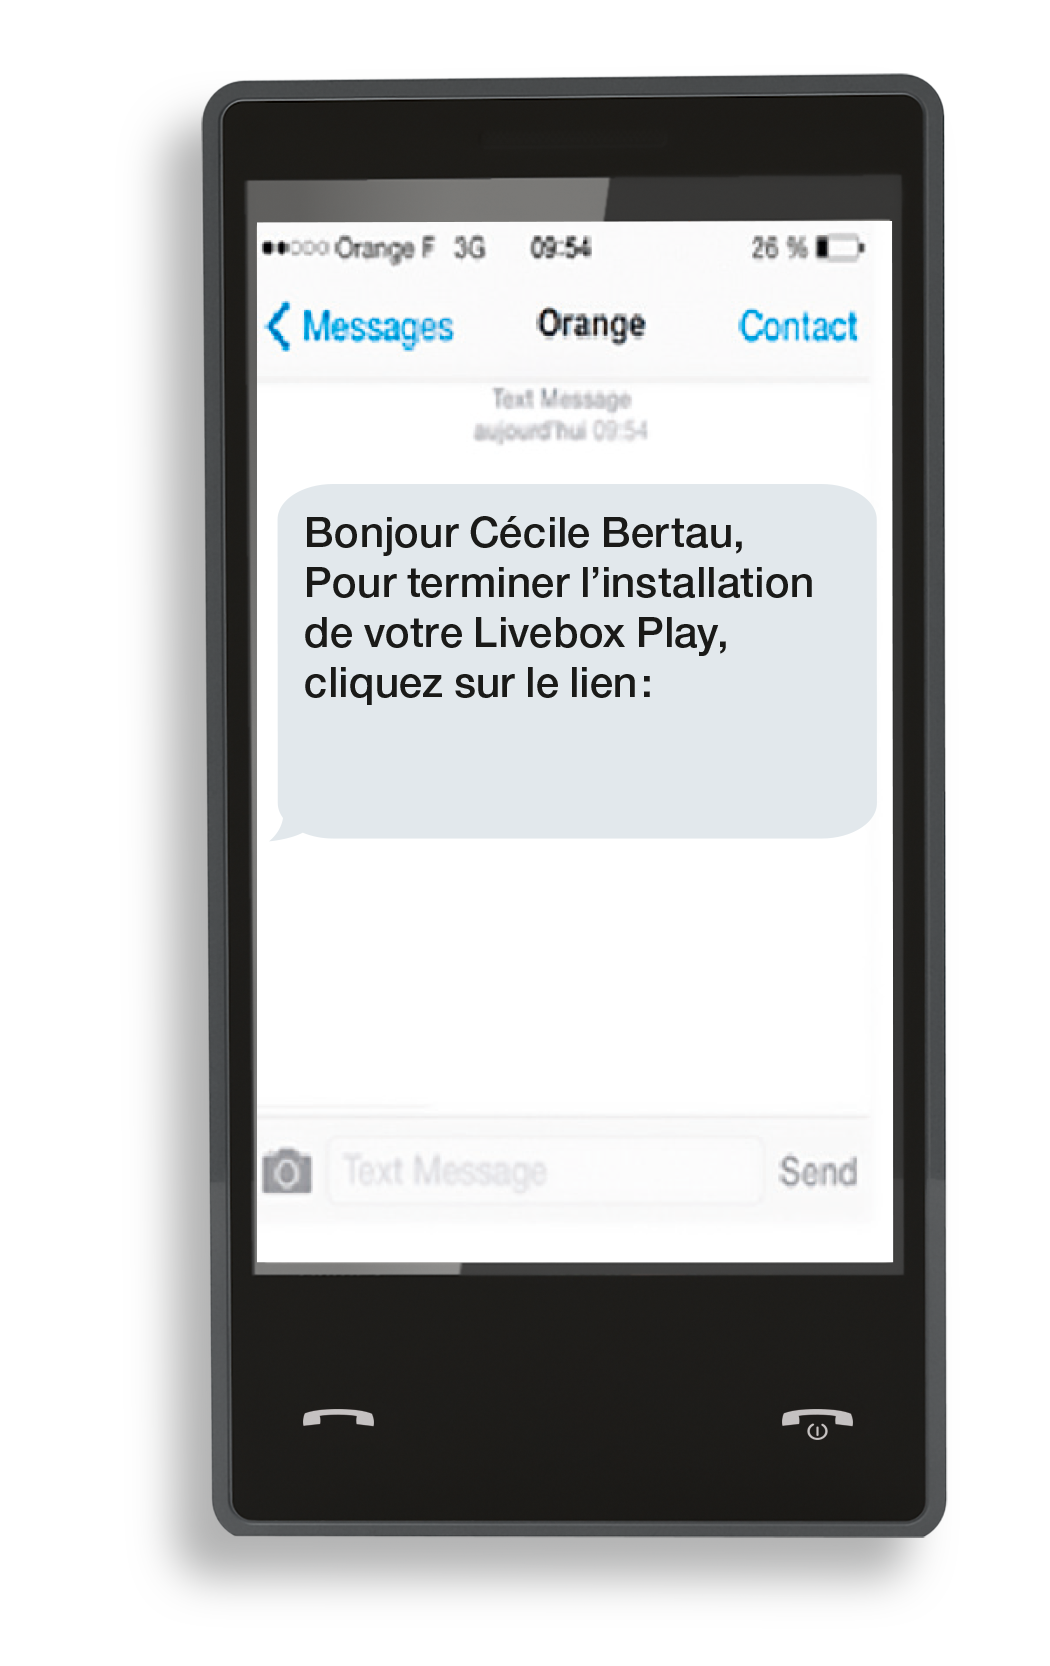 Orange F 3G 09:54 26 %
Messages Orange Contact
Text Message
aujourd'hui 09:54
Bonjour Cécile Bertau,
Pour terminer l’installation
de votre Livebox Play,
cliquez sur le lien :
Text Message Send